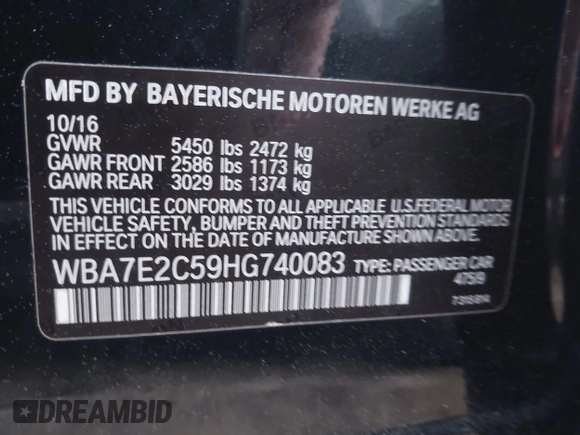 MFD BY BAYERISCHE MOTOREN WERKE AG
10/16
GVWR 5450 lbs 2472 kg
GAWR FRONT 2586 lbs 1173 kg
GAWR REAR 3029 lbs 1374 kg
THIS VEHICLE CONFORMS TO ALL APPLICABLE U.S.FEDERAL MOTOR
VEHICLE SAFETY, BUMPER AND THEFT PREVENTION STANDARDS
IN EFFECT ON THE DATE OF MANUFACTURE SHOWN ABOVE.
WBA7E2C59HG740083 TYPE: PASSENGER CAR
4759
DREAMBID